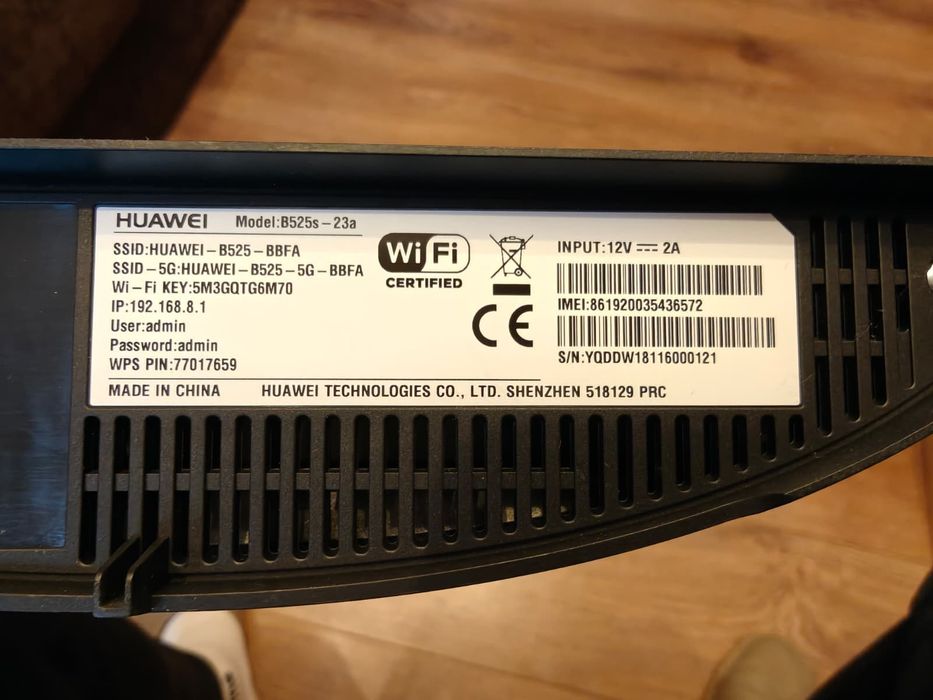 HUAWEI Model:B525s-23a
SSID:HUAWEI-B525-BBFA
SSID-5G:HUAWEI-B525-5G-BBFA
Wi-Fi KEY:5M3GQTG6M70
IP:192.168.8.1
User:admin
Password:admin
WPS PIN:77017659
Wi Fi
CERTIFIED
CE
INPUT:12V ⎓ 2A
IMEI:861920035436572
S/N:YQDDW18116000121
MADE IN CHINA HUAWEI TECHNOLOGIES CO., LTD. SHENZHEN 518129 PRC